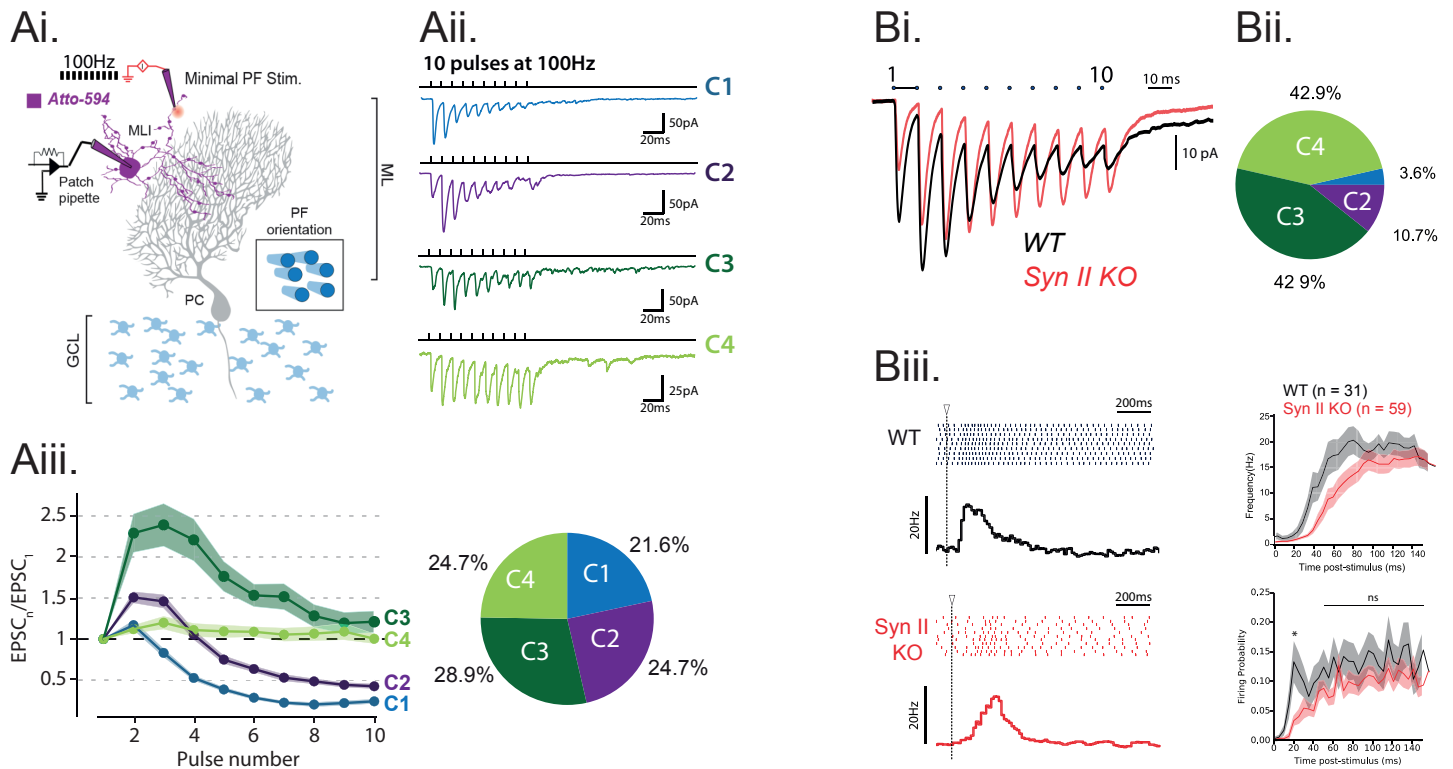 Ai.
100Hz
Minimal PF Stim.
Atto-594
MLI
Patch
pipette
ML
PF
orientation
PC
GCL
Aii.
10 pulses at 100Hz
C1
50pA
20ms
C2
50pA
20ms
C3
50pA
20ms
C4
25pA
20ms
Aiii.
EPSCn/EPSC1
2.5
2
1.5
1
0.5
C3
C4
C2
C1
2 4 6 8 10
Pulse number
24.7%
21.6%
C4
C1
C3
C2
28.9%
24.7%
Bi.
1 10 10 ms
10 pA
WT
Syn II KO
Bii.
42.9%
C4
3.6%
C2
C3
10.7%
42 9%
Biii.
200ms
WT
20Hz
200ms
Syn II
KO
20Hz
WT (n = 31)
Syn II KO (n = 59)
Frequency(Hz)
25
20
15
10
5
0
0 20 40 60 80 100 120 140
Time post-stimulus (ms)
Firing Probability
0,25
0,20
0,15
0,10
0,05
0,00
ns
*
0 20 40 60 80 100 120 140
Time post-stimulus (ms)